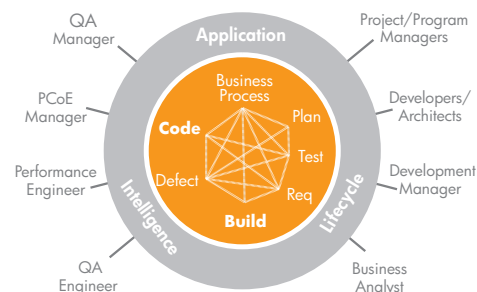 QA
Manager
Application
Project/Program
Managers
Business
Process
PCoE
Manager
Plan
Developers/
Architects
Code
Test
Performance
Engineer
Defect
Req
Development
Manager
Build
Intelligence
Lifecycle
QA
Engineer
Business
Analyst